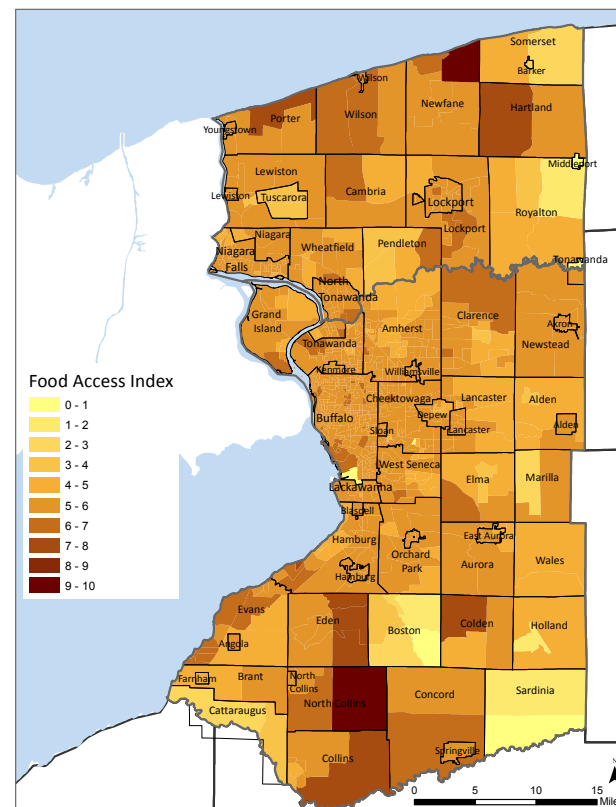 Somerset
Barker
Wilson
Newfane
Hartland
Porter
Wilson
Youngstown
Middleport
Lewiston
Cambria
Lewiston
Tuscarora
Lockport
Royalton
Lockport
Niagara
Niagara
Falls
Wheatfield
Pendleton
Tonawanda
North
Tonawanda
Grand
Island
Clarence
Amherst
Akron
Tonawanda
Newstead
Kenmore
Williamsville
Food Access Index
0 - 1
1 - 2
2 - 3
3 - 4
4 - 5
5 - 6
6 - 7
7 - 8
8 - 9
9 - 10
Cheektowaga
Lancaster
Alden
Buffalo
Depew
Sloan
Lancaster
Alden
West Seneca
Elma
Marilla
Lackawanna
Blasdell
Hamburg
East Aurora
Orchard
Park
Wales
Aurora
Hamburg
Evans
Eden
Boston
Colden
Holland
Angola
Farnham
Brant
North
Collins
Sardinia
North Collins
Concord
Cattaraugus
Collins
Springville
N
0 5 10 15
Mile